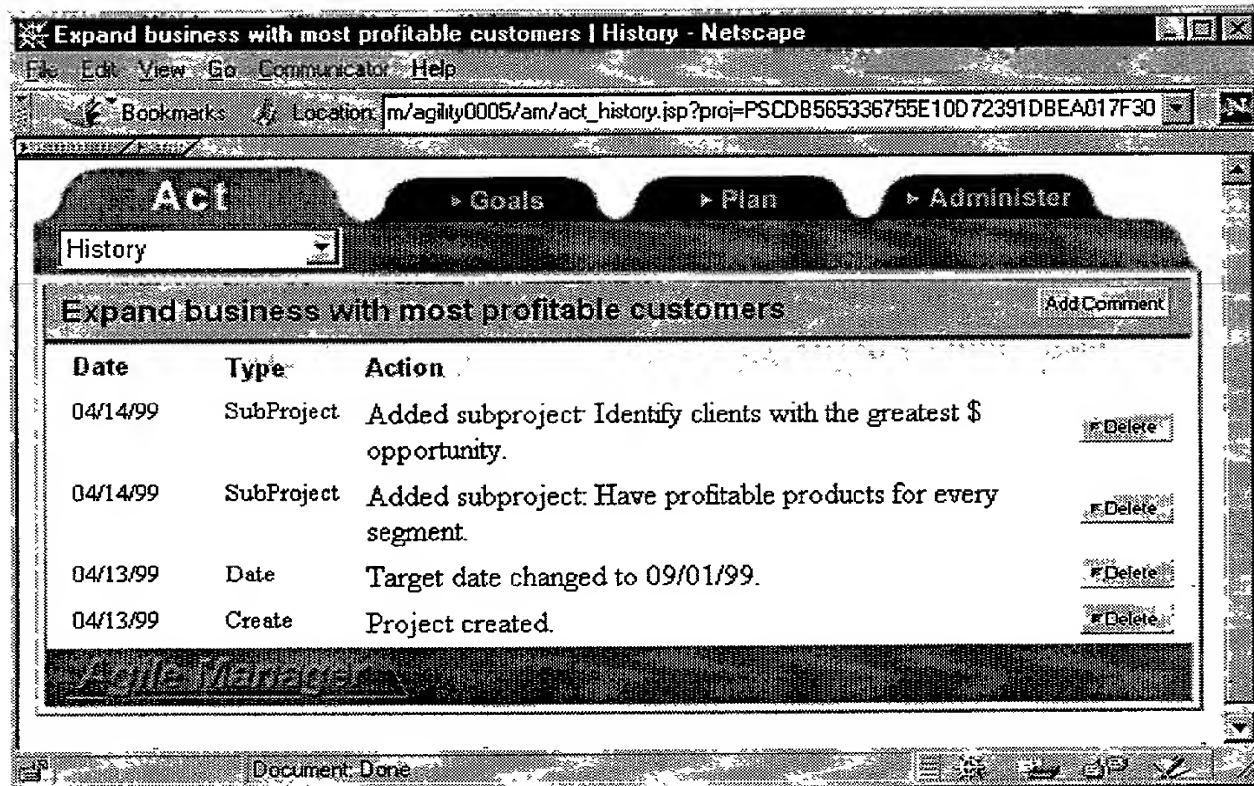 Expand business with most profitable customers | History - Netscape
File Edit View Go Communicator Help
Bookmarks Location: m/agility0005/am/act_history.jsp?proj=PSCDB565336755E10D72391DBEA017F30
Act Goals Plan Administer
History
Expand business with most profitable customers Add Comment
Date Type Action
04/14/99 SubProject Added subproject: Identify clients with the greatest $
opportunity.
Delete
04/14/99 SubProject Added subproject: Have profitable products for every
segment.
Delete
04/13/99 Date Target date changed to 09/01/99. Delete
04/13/99 Create Project created. Delete
Agile Manager
Document: Done